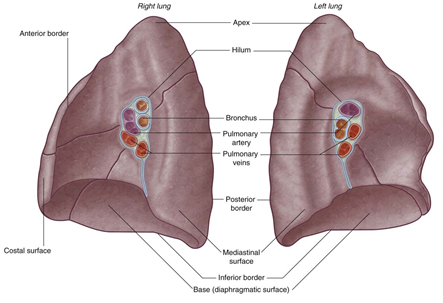 Right lung
Left lung
Apex
Anterior border
Hilum
Bronchus
Pulmonary
artery
Pulmonary
veins
Posterior
border
Costal surface
Mediastinal
surface
Inferior border
Base (diaphragmatic surface)